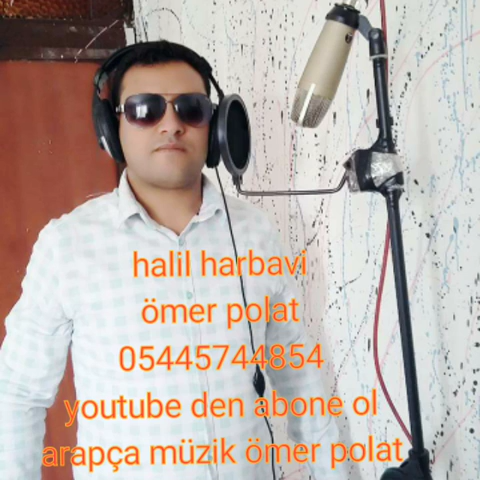 halil harbavi
ömer polat
05445744854
youtube den abone ol
arapça müzik ömer polat